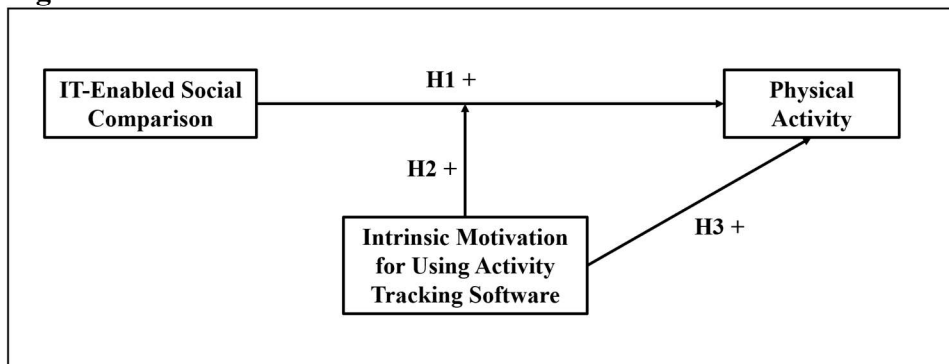 IT-Enabled Social
Comparison
H1 +
Physical
Activity
H2 +
H3 +
Intrinsic Motivation
for Using Activity
Tracking Software